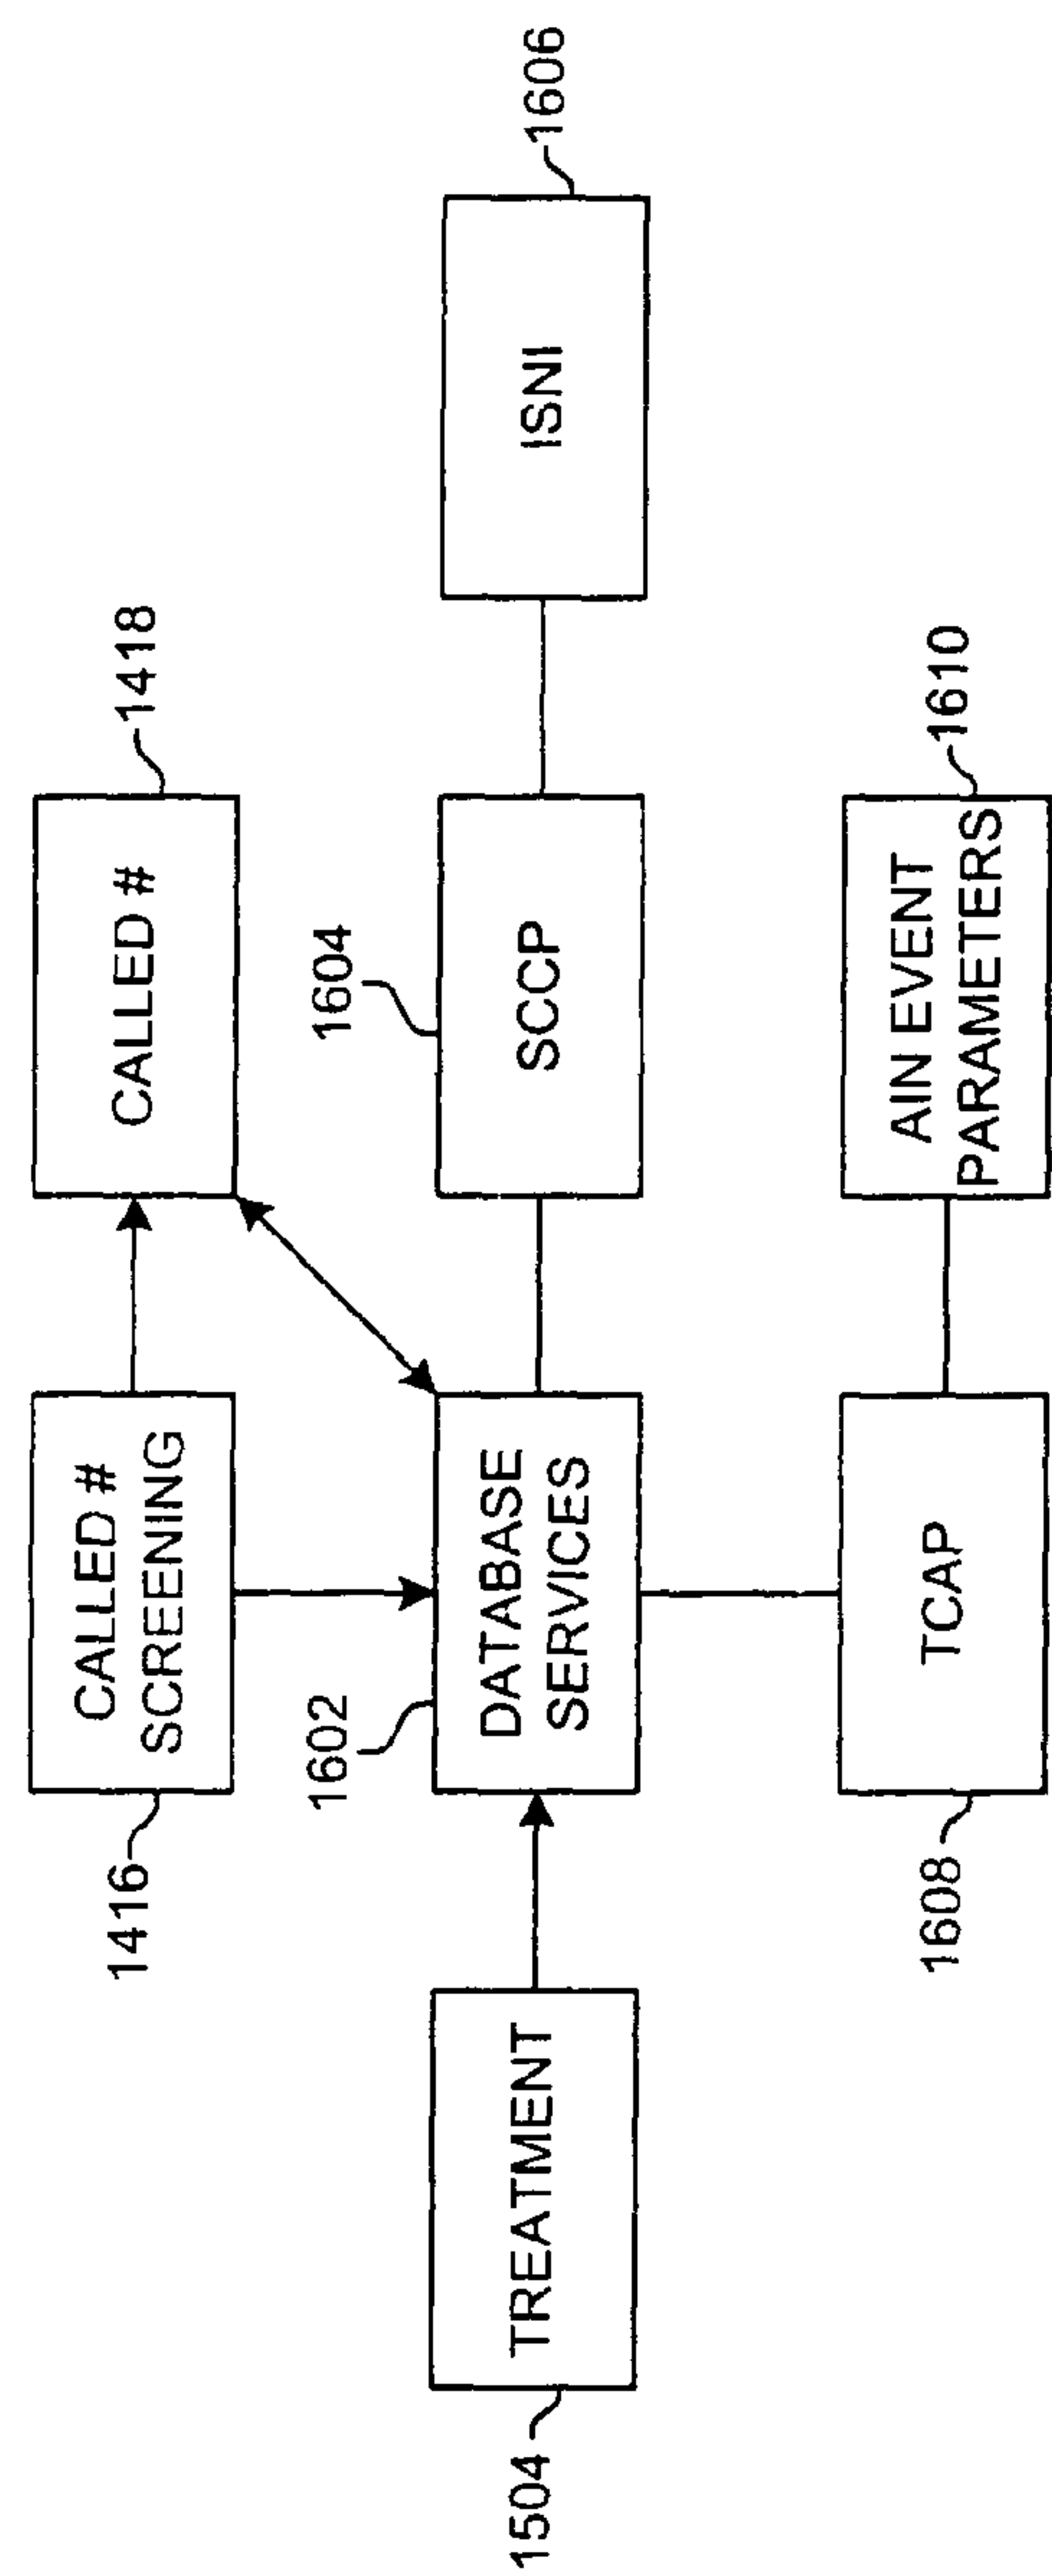 1416
CALLED #
SCREENING
CALLED #
1418
1602
DATABASE
SERVICES
1604
SCCP
ISNI
1606
1504
TREATMENT
1608
TCAP
AIN EVENT
PARAMETERS
1610